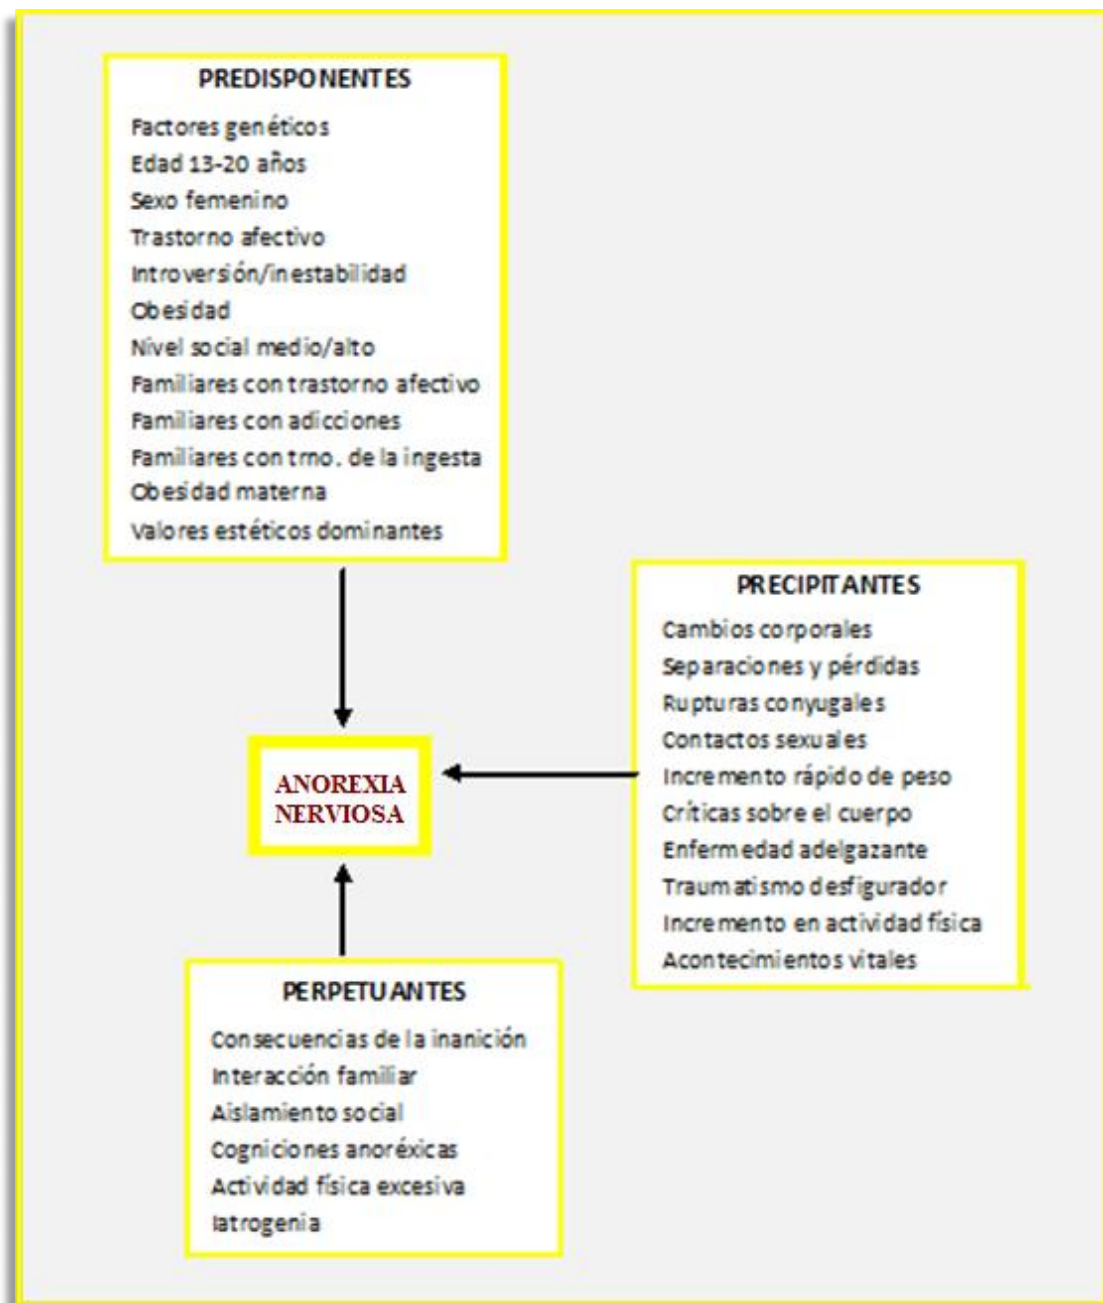 PREDISPONENTES
Factores genéticos
Edad 13-20 años
Sexo femenino
Trastorno afectivo
Introversión/inestabilidad
Obesidad
Nivel social medio/alto
Familiares con trastorno afectivo
Familiares con adicciones
Familiares con trno. de la ingesta
Obesidad materna
Valores estéticos dominantes
PRECIPITANTES
Cambios corporales
Separaciones y pérdidas
Rupturas conyugales
Contactos sexuales
Incremento rápido de peso
Críticas sobre el cuerpo
Enfermedad adelgazante
Traumatismo desfigurador
Incremento en actividad física
Acontecimientos vitales
ANOREXIA
NERVIOSA
PERPETUANTES
Consecuencias de la inanición
Interacción familiar
Aislamiento social
Cogniciones anoréxicas
Actividad física excesiva
Iatrogenia